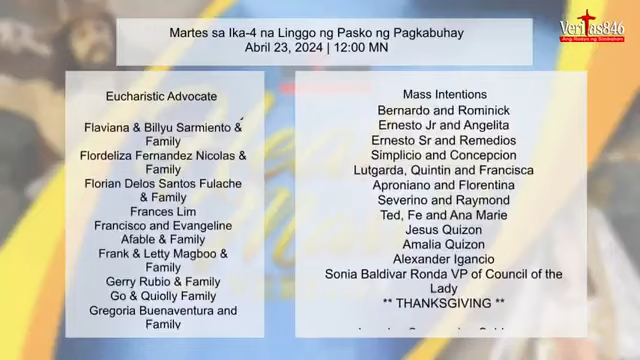 Martes sa Ika-4 na Linggo ng Pasko ng Pagkabuhay
Abril 23, 2024 | 12:00 MN
Veritas846
Ang Radyo ng Simbahan
Eucharistic Advocate
Flaviana & Billyu Sarmiento &
Family
Flordeliza Fernandez Nicolas &
Family
Florian Delos Santos Fulache
& Family
Frances Lim
Francisco and Evangeline
Afable & Family
Frank & Letty Magboo &
Family
Gerry Rubio & Family
Go & Quiolly Family
Gregoria Buenaventura and
Family
Mass Intentions
Bernardo and Rominick
Ernesto Jr and Angelita
Ernesto Sr and Remedios
Simplicio and Concepcion
Lutgarda, Quintin and Francisca
Aproniano and Florentina
Severino and Raymond
Ted, Fe and Ana Marie
Jesus Quizon
Amalia Quizon
Alexander Igancio
Sonia Baldivar Ronda VP of Council of the
Lady
** THANKSGIVING **